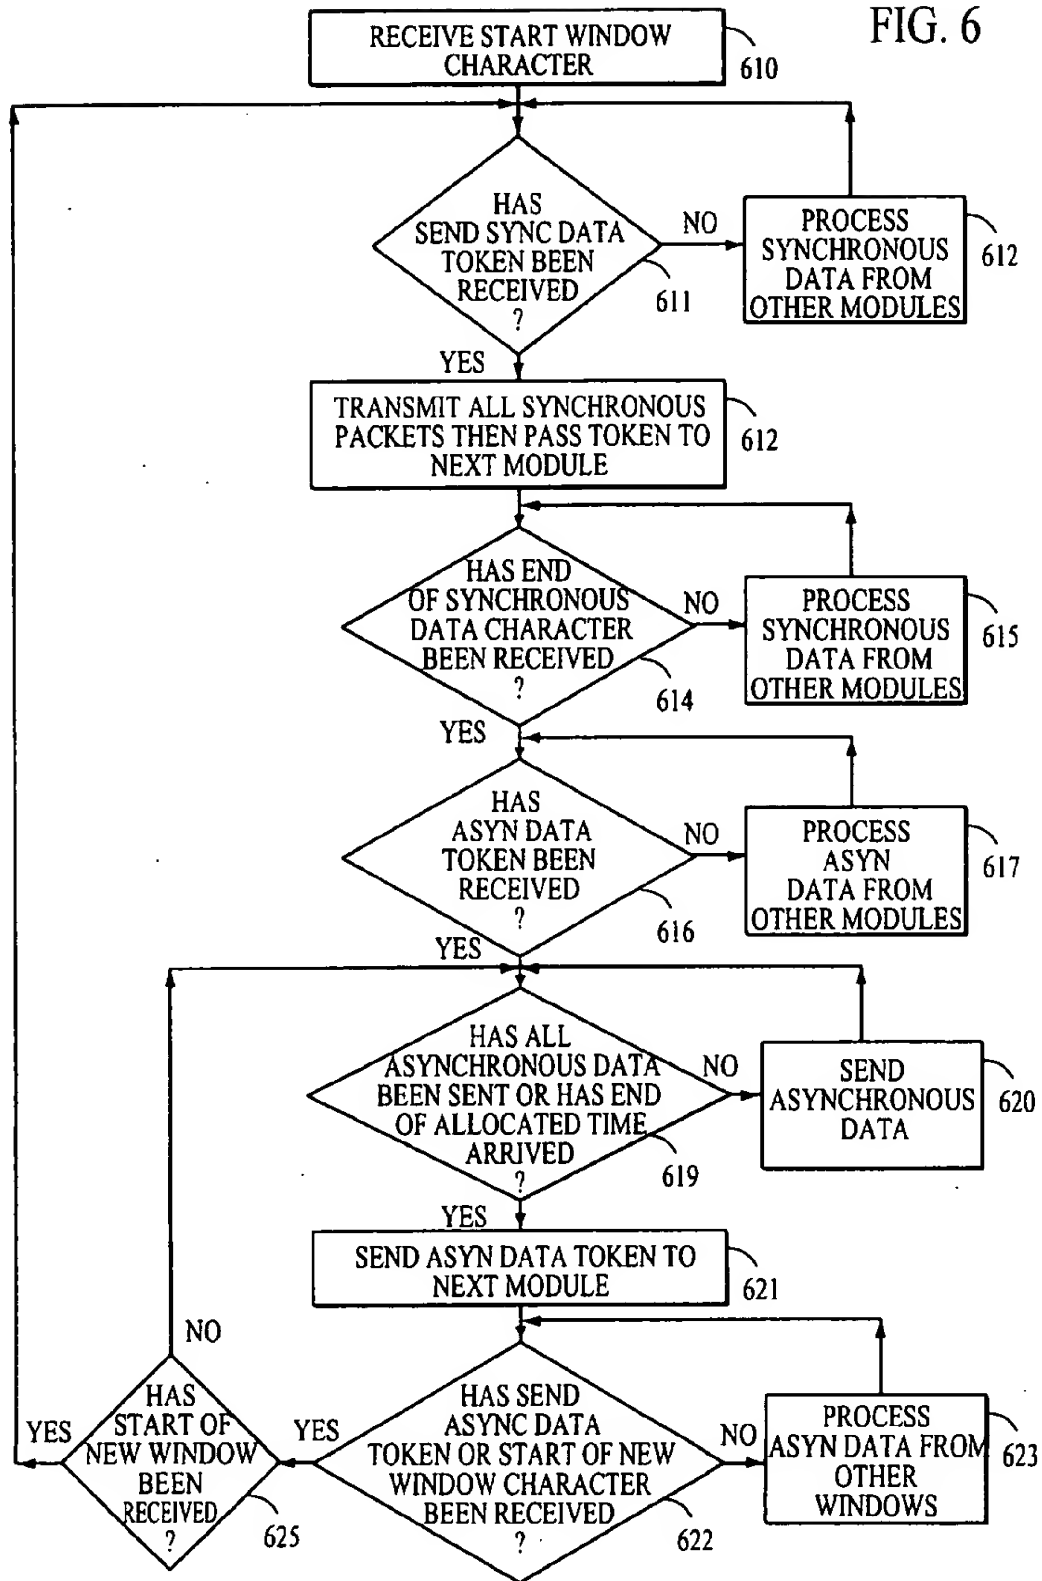 FIG. 6
RECEIVE START WINDOW
CHARACTER
610
HAS
SEND SYNC DATA
TOKEN BEEN
RECEIVED
?
611
NO
PROCESS
SYNCHRONOUS
DATA FROM
OTHER MODULES
612
YES
TRANSMIT ALL SYNCHRONOUS
PACKETS THEN PASS TOKEN TO
NEXT MODULE
612
HAS END
OF SYNCHRONOUS
DATA CHARACTER
BEEN RECEIVED
?
614
NO
PROCESS
SYNCHRONOUS
DATA FROM
OTHER MODULES
615
YES
HAS
ASYN DATA
TOKEN BEEN
RECEIVED
?
616
NO
PROCESS
ASYN
DATA FROM
OTHER MODULES
617
YES
HAS ALL
ASYNCHRONOUS DATA
BEEN SENT OR HAS END
OF ALLOCATED TIME
ARRIVED
?
619
NO
SEND
ASYNCHRONOUS
DATA
620
YES
SEND ASYN DATA TOKEN TO
NEXT MODULE
621
HAS SEND
ASYNC DATA
TOKEN OR START OF NEW
WINDOW CHARACTER
BEEN RECEIVED
?
622
NO
PROCESS
ASYN DATA FROM
OTHER
WINDOWS
623
YES
HAS
START OF
NEW WINDOW
BEEN
RECEIVED
?
625
NO
YES